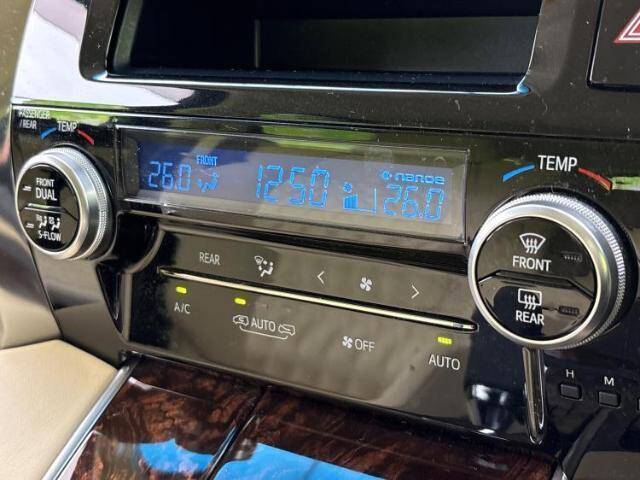 PASSENGER
/REAR
TEMP
FRONT
DUAL
S-FLOW
26.0
FRONT
12:50
nanoe
26.0
TEMP
FRONT
REAR
REAR
A/C
AUTO
OFF
AUTO
H
M